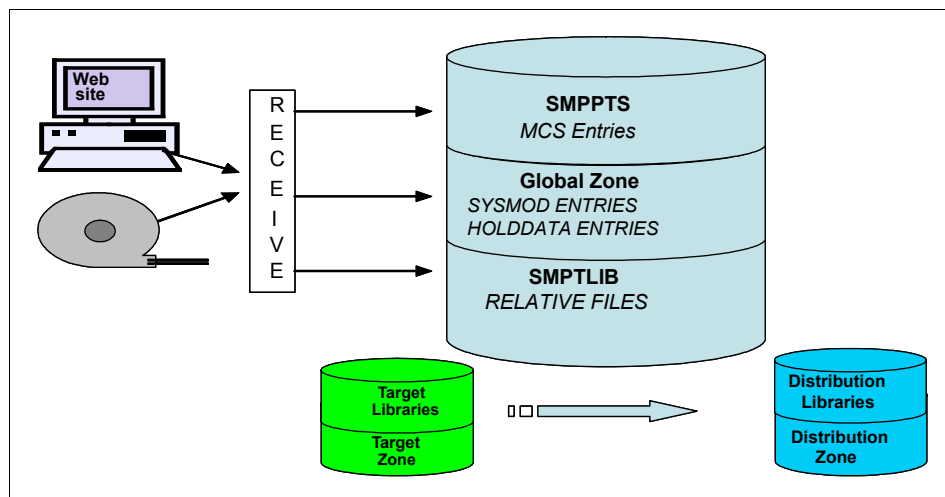 Web
site
R
E
C
E
I
V
E
SMPPTS
MCS Entries
Global Zone
SYSMOD ENTRIES
HOLDDATA ENTRIES
SMPTLIB
RELATIVE FILES
Target
Libraries
Target
Zone
Distribution
Libraries
Distribution
Zone